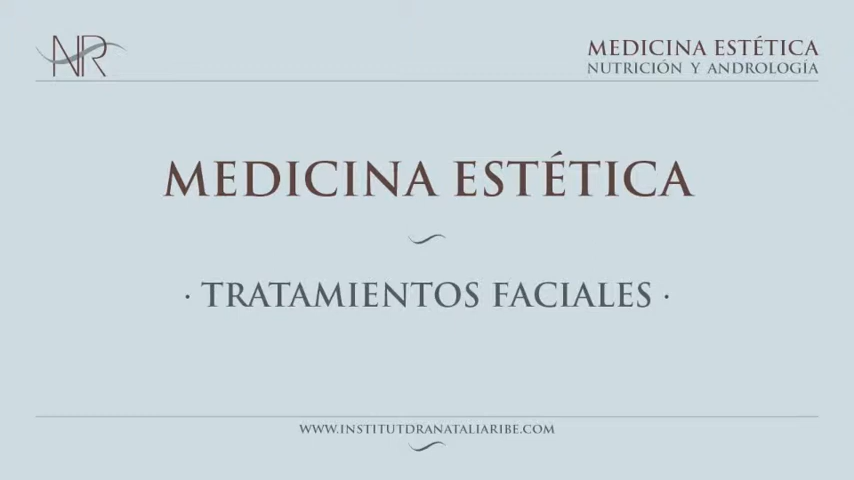 NR
MEDICINA ESTÉTICA
NUTRICIÓN Y ANDROLOGÍA
MEDICINA ESTÉTICA
· TRATAMIENTOS FACIALES ·
WWW.INSTITUTDRANATALIARIBE.COM